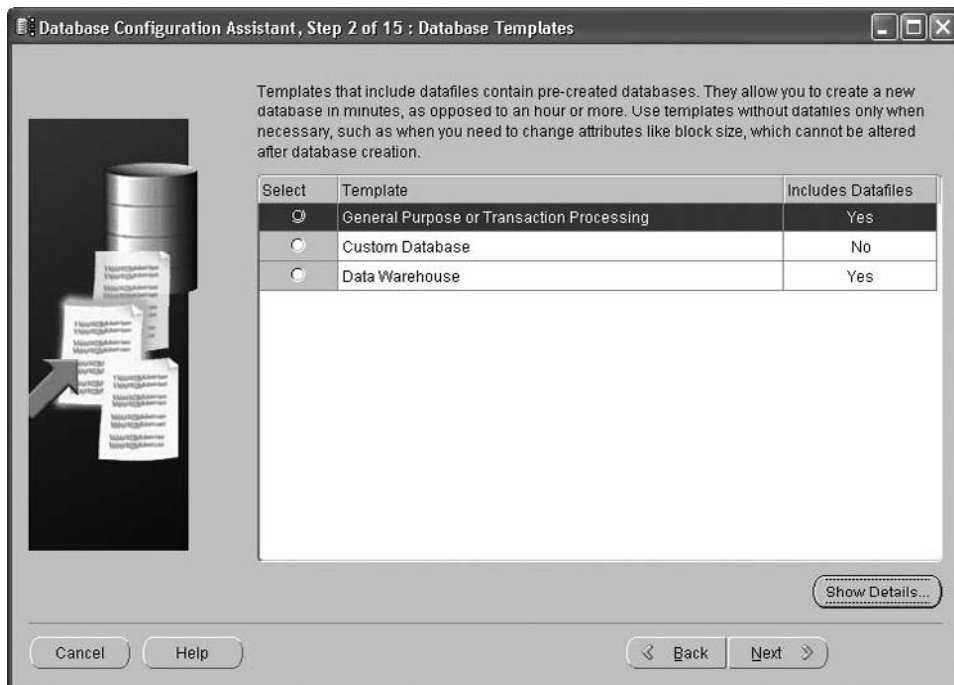 Database Configuration Assistant, Step 2 of 15 : Database Templates
Templates that include datafiles contain pre-created databases. They allow you to create a new
database in minutes, as opposed to an hour or more. Use templates without datafiles only when
necessary, such as when you need to change attributes like block size, which cannot be altered
after database creation.
Select Template Includes Datafiles
General Purpose or Transaction Processing Yes
Custom Database No
Data Warehouse Yes
Show Details...
Cancel Help Back Next